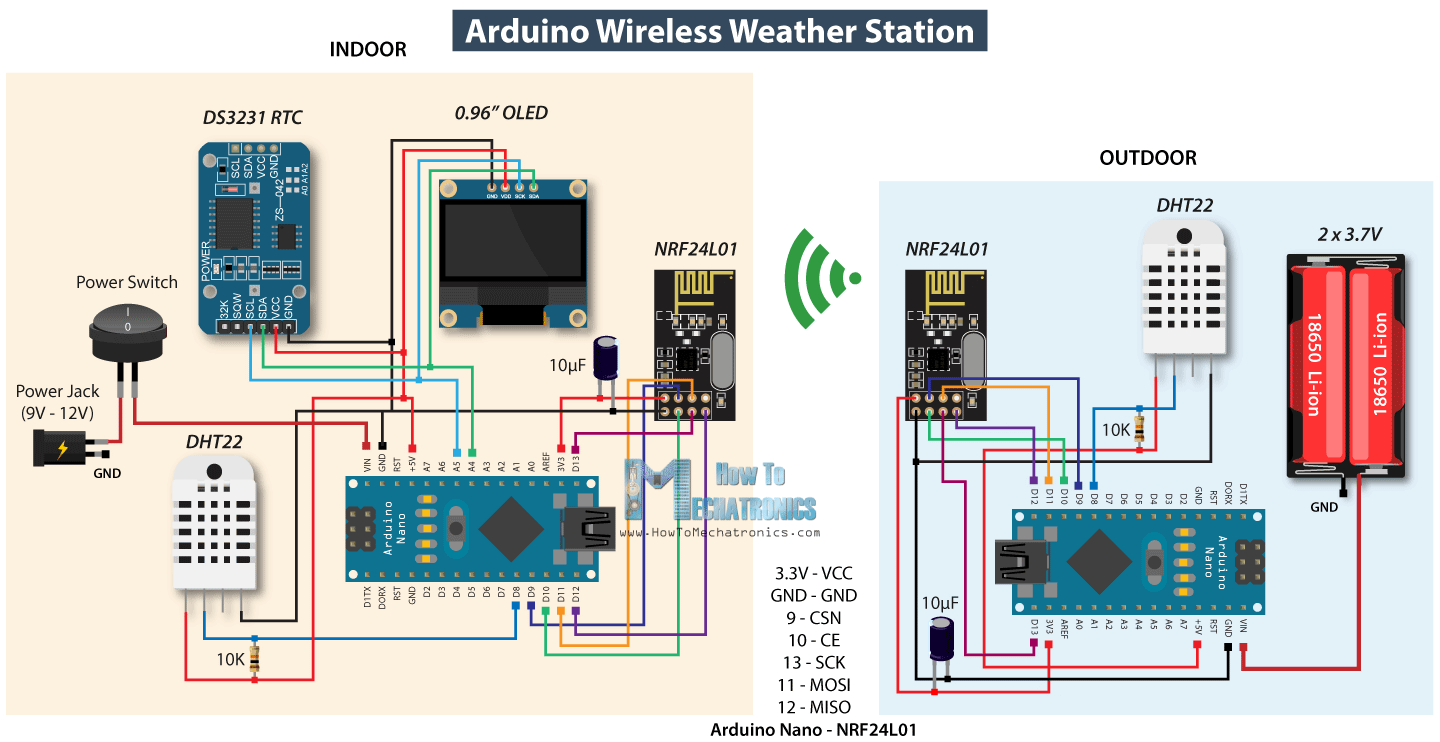 Arduino Wireless Weather Station
INDOOR
DS3231 RTC
0.96” OLED
SCL
SDA
VCC
GND
A0 A1A2
ZS—042
POWER
32K
SQW
SCL
SDA
VCC
GND
GND VDD SCK SDA
NRF24L01
Power Switch
I
0
10µF
Power Jack
(9V - 12V)
GND
DHT22
VIN
GND
RST
+5V
A7
A6
A5
A4
A3
A2
A1
A0
AREF
3V3
D13
Arduino
Nano
D1TX
DORX
RST
GND
D2
D3
D4
D5
D6
D7
D8
D9
D10
D11
D12
10K
How To
Mechatronics
www.HowToMechatronics.com
3.3V - VCC
GND - GND
9 - CSN
10 - CE
13 - SCK
11 - MOSI
12 - MISO
Arduino Nano - NRF24L01
OUTDOOR
NRF24L01
DHT22
2 x 3.7V
18650 Li-ion
18650 Li-ion
10K
GND
D12
D11
D10
D9
D8
D7
D6
D5
D4
D3
D2
GND
RST
DORX
D1TX
Arduino
Nano
10µF
D13
3V3
AREF
A0
A1
A2
A3
A4
A5
A6
A7
+5V
RST
GND
VIN